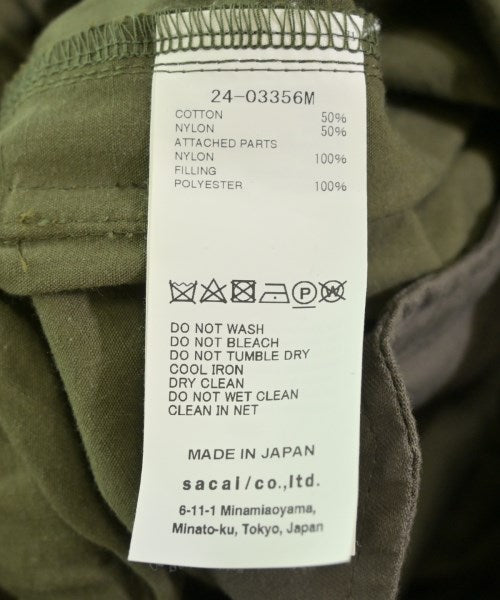 24-03356M
COTTON 50%
NYLON 50%
ATTACHED PARTS
NYLON 100%
FILLING
POLYESTER 100%
P W
DO NOT WASH
DO NOT BLEACH
DO NOT TUMBLE DRY
COOL IRON
DRY CLEAN
DO NOT WET CLEAN
CLEAN IN NET
MADE IN JAPAN
sacai/co.,ltd.
6-11-1 Minamiaoyama,
Minato-ku, Tokyo, Japan